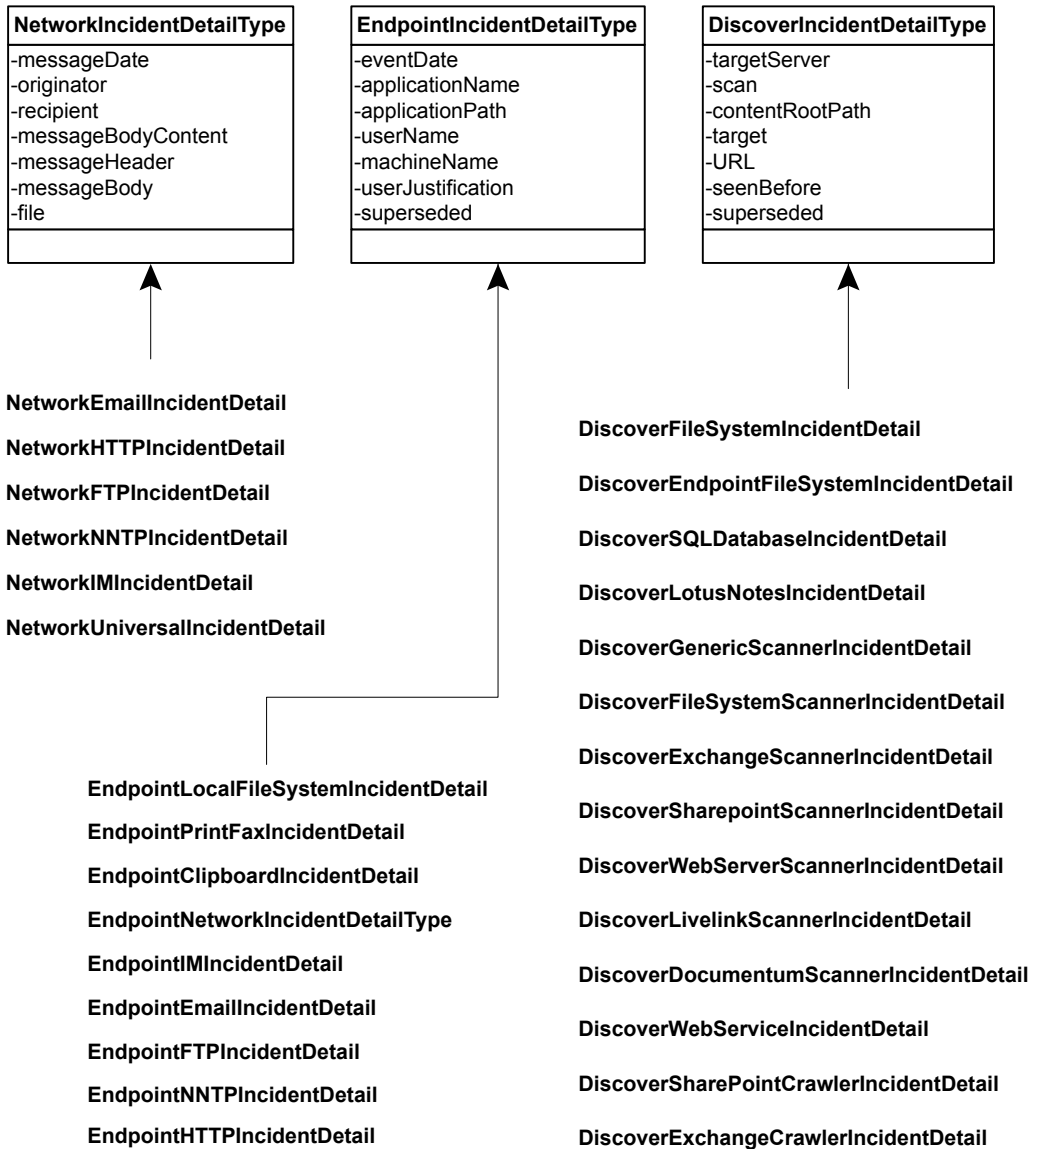 NetworkIncidentDetailType
-messageDate
-originator
-recipient
-messageBodyContent
-messageHeader
-messageBody
-file
EndpointIncidentDetailType
-eventDate
-applicationName
-applicationPath
-userName
-machineName
-userJustification
-superseded
DiscoverIncidentDetailType
-targetServer
-scan
-contentRootPath
-target
-URL
-seenBefore
-superseded
NetworkEmailIncidentDetail
NetworkHTTPIncidentDetail
NetworkFTPIncidentDetail
NetworkNNTPIncidentDetail
NetworkIMIncidentDetail
NetworkUniversalIncidentDetail
EndpointLocalFileSystemIncidentDetail
EndpointPrintFaxIncidentDetail
EndpointClipboardIncidentDetail
EndpointNetworkIncidentDetailType
EndpointIMIncidentDetail
EndpointEmailIncidentDetail
EndpointFTPIncidentDetail
EndpointNNTPIncidentDetail
EndpointHTTPIncidentDetail
DiscoverFileSystemIncidentDetail
DiscoverEndpointFileSystemIncidentDetail
DiscoverSQLDatabaseIncidentDetail
DiscoverLotusNotesIncidentDetail
DiscoverGenericScannerIncidentDetail
DiscoverFileSystemScannerIncidentDetail
DiscoverExchangeScannerIncidentDetail
DiscoverSharepointScannerIncidentDetail
DiscoverWebServerScannerIncidentDetail
DiscoverLivelinkScannerIncidentDetail
DiscoverDocumentumScannerIncidentDetail
DiscoverWebServiceIncidentDetail
DiscoverSharePointCrawlerIncidentDetail
DiscoverExchangeCrawlerIncidentDetail